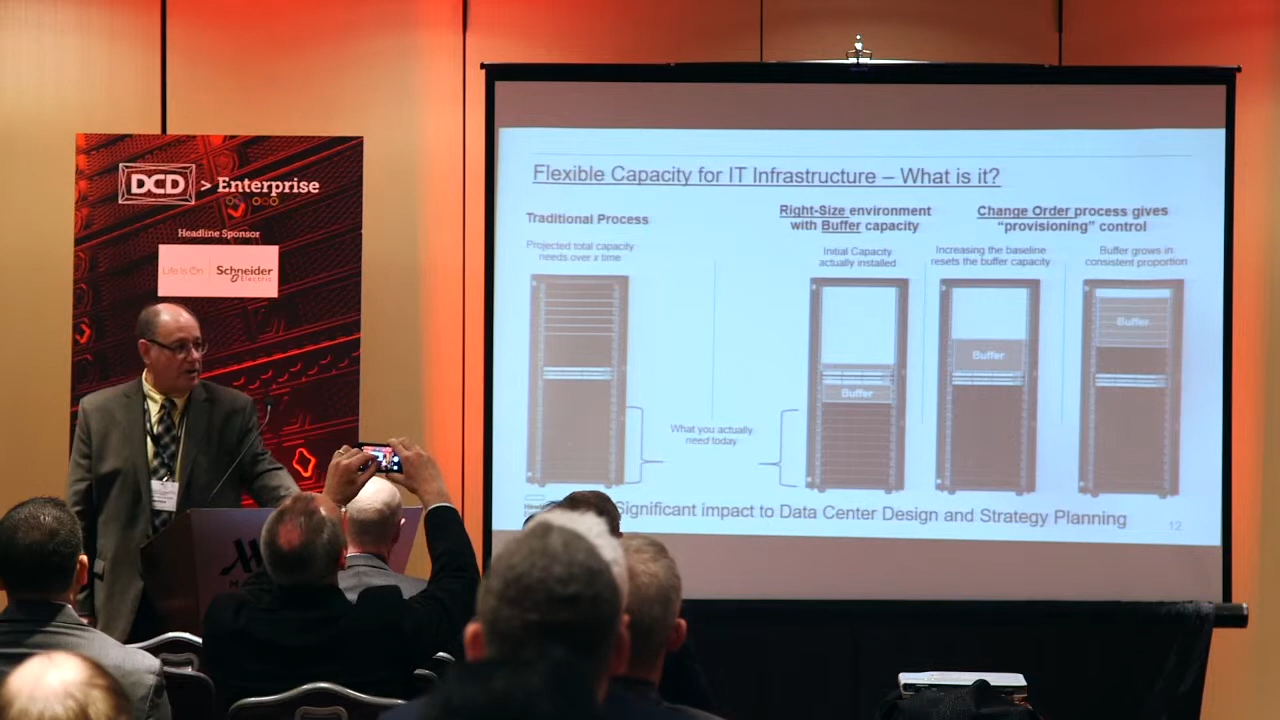 DCD > Enterprise
Headline Sponsor
Life Is On | Schneider
Electric
Flexible Capacity for IT Infrastructure – What is it?
Traditional Process
Projected total capacity
needs over x time
What you actually
need today
Right-Size environment
with Buffer capacity
Initial Capacity
actually installed
Buffer
Change Order process gives
"provisioning" control
Increasing the baseline
resets the buffer capacity
Buffer
Buffer grows in
consistent proportion
Buffer
Significant impact to Data Center Design and Strategy Planning
12